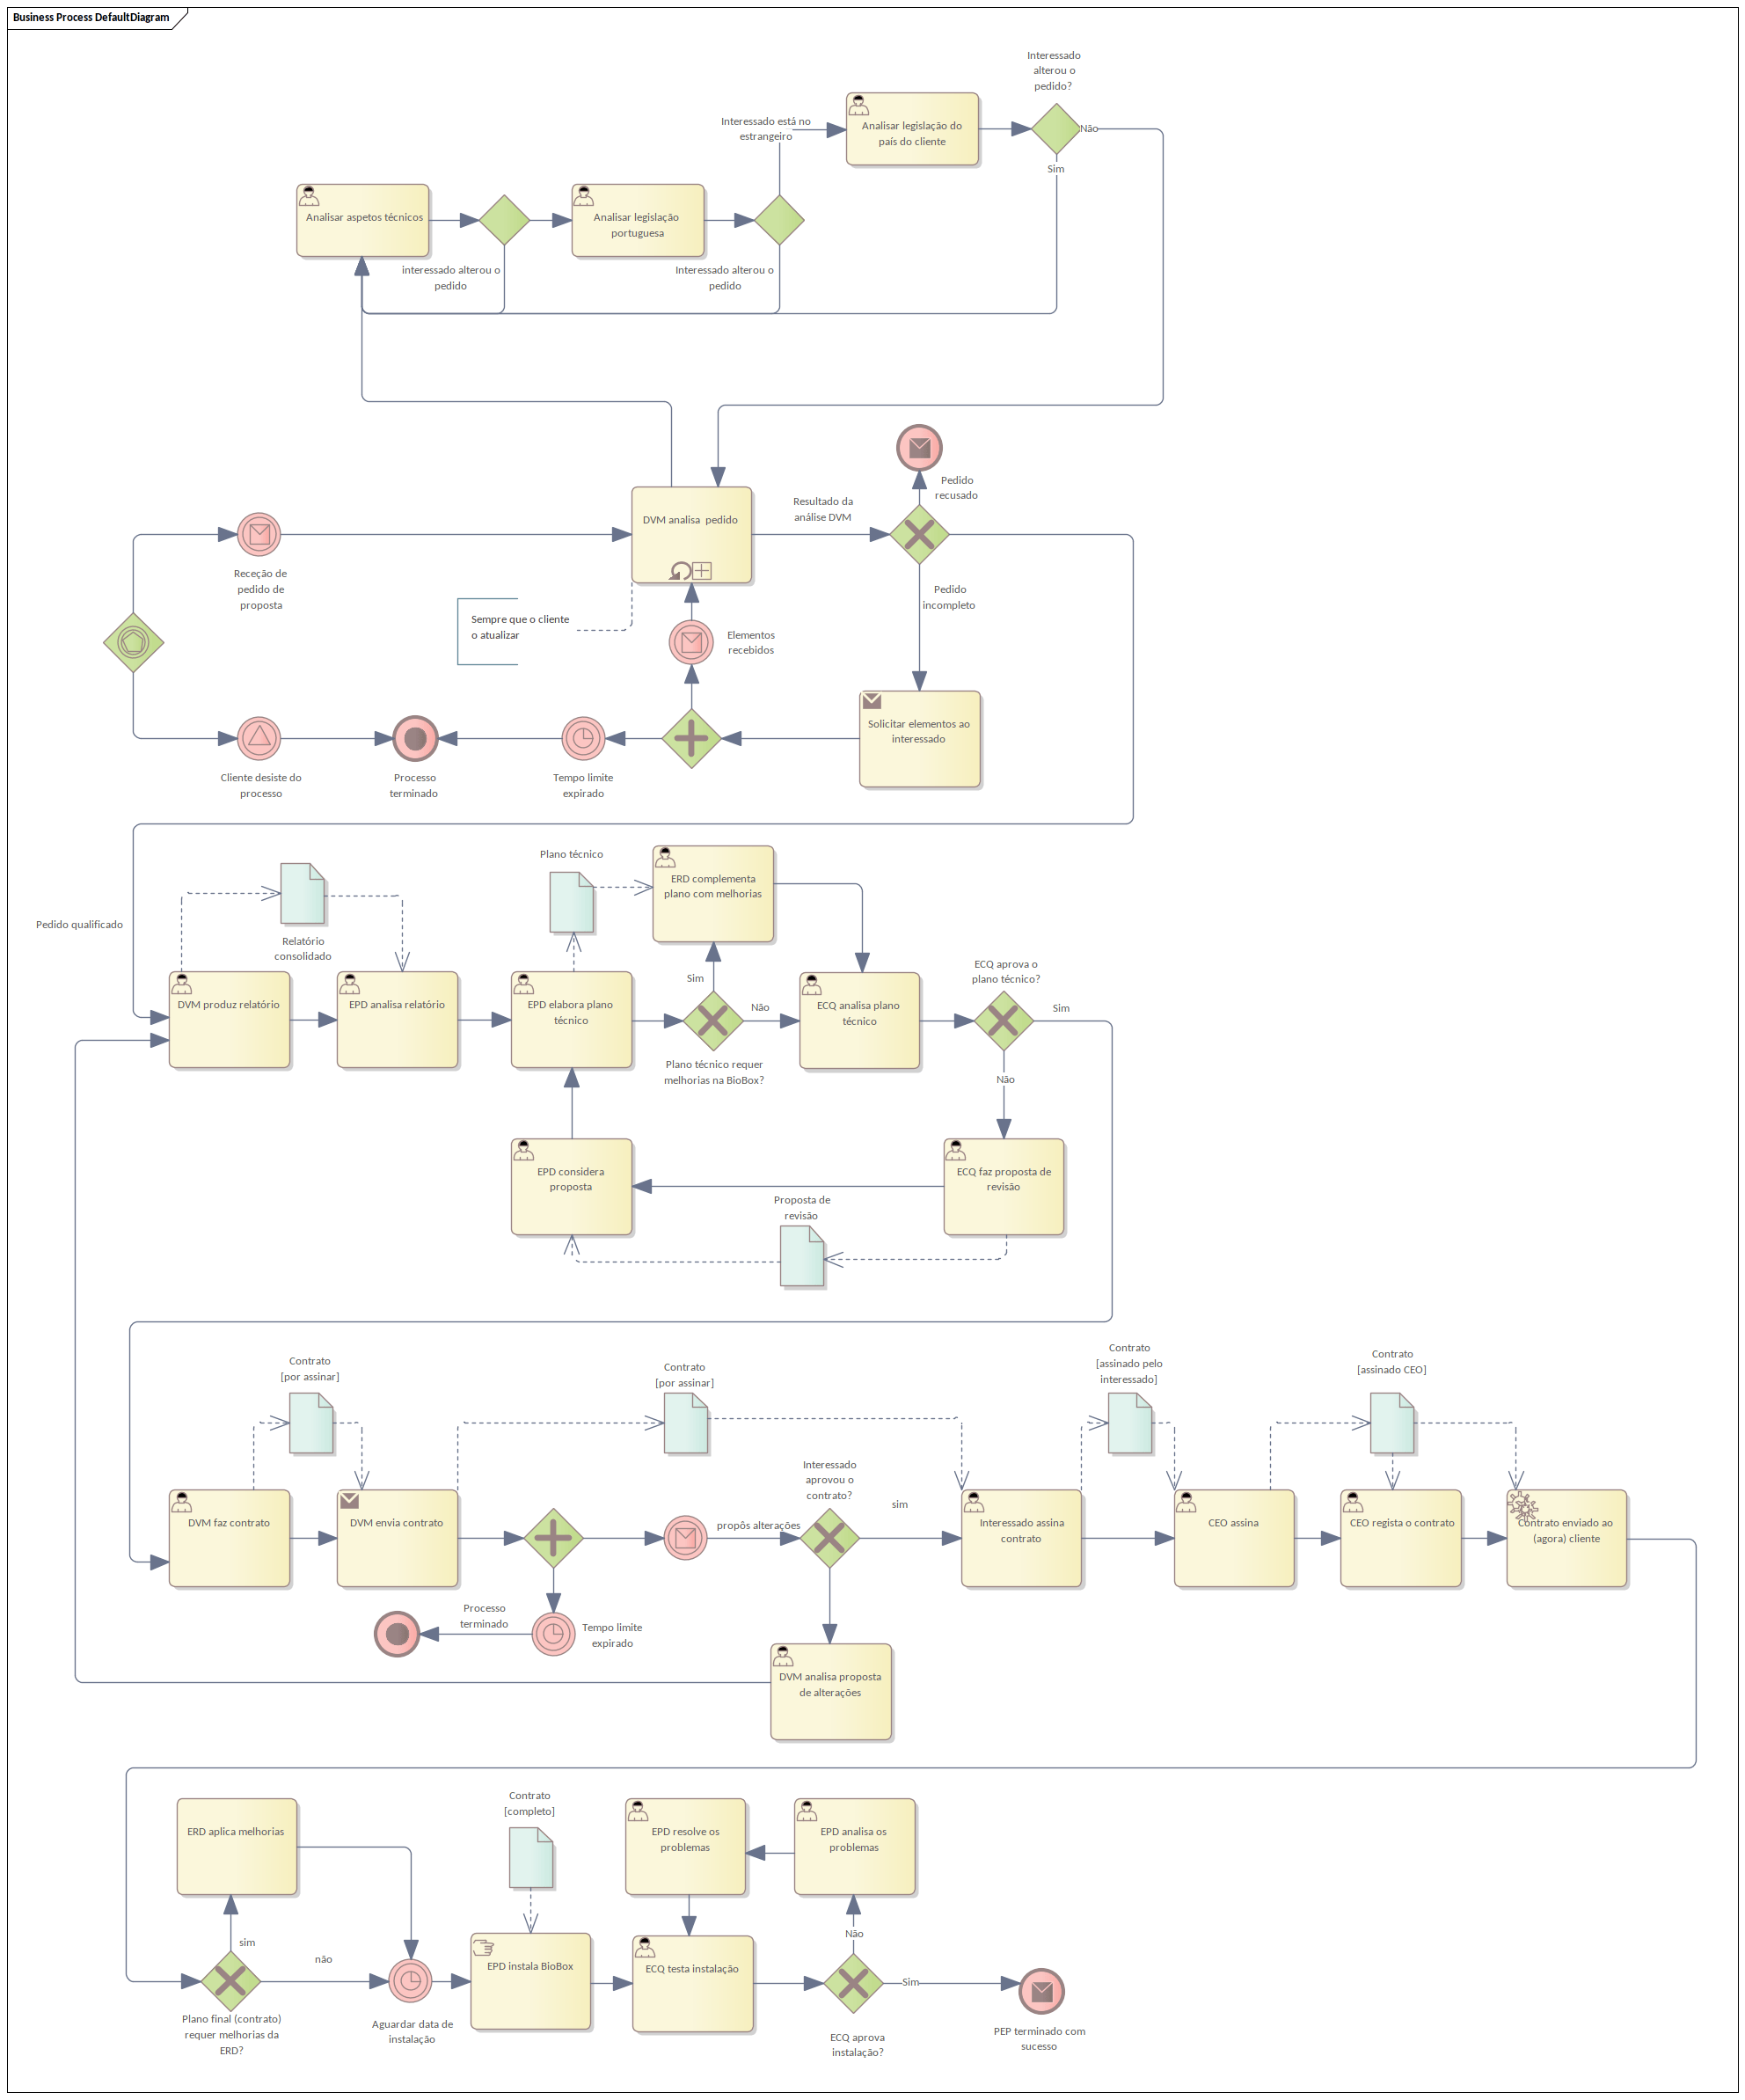 Business Process DefaultDiagram
Interessado
alterou o
pedido?
Interessado está no
estrangeiro
Analisar legislação do
país do cliente
Não
Sim
Analisar aspetos técnicos
Analisar legislação
portuguesa
interessado alterou o
pedido
Interessado alterou o
pedido
Pedido
recusado
Resultado da
análise DVM
DVM analisa  pedido
Receção de
pedido de
proposta
Pedido
incompleto
Sempre que o cliente
o atualizar
Elementos
recebidos
Solicitar elementos ao
interessado
Cliente desiste do
processo
Processo
terminado
Tempo limite
expirado
Plano técnico
ERD complementa
plano com melhorias
Pedido qualificado
Relatório
consolidado
Sim
ECQ aprova o
plano técnico?
DVM produz relatório
EPD analisa relatório
EPD elabora plano
técnico
Não
ECQ analisa plano
técnico
Sim
Plano técnico requer
melhorias na BioBox?
Não
EPD considera
proposta
ECQ faz proposta de
revisão
Proposta de
revisão
Contrato
[por assinar]
Contrato
[por assinar]
Contrato
[assinado pelo
interessado]
Contrato
[assinado CEO]
Interessado
aprovou o
contrato?
sim
DVM faz contrato
DVM envia contrato
propôs alterações
Interessado assina
contrato
CEO assina
CEO regista o contrato
Contrato enviado ao
(agora) cliente
Processo
terminado
Tempo limite
expirado
DVM analisa proposta
de alterações
Contrato
[completo]
ERD aplica melhorias
EPD resolve os
problemas
EPD analisa os
problemas
sim
não
Não
EPD instala BioBox
ECQ testa instalação
Sim
Plano final (contrato)
requer melhorias da
ERD?
Aguardar data de
instalação
ECQ aprova
instalação?
PEP terminado com
sucesso